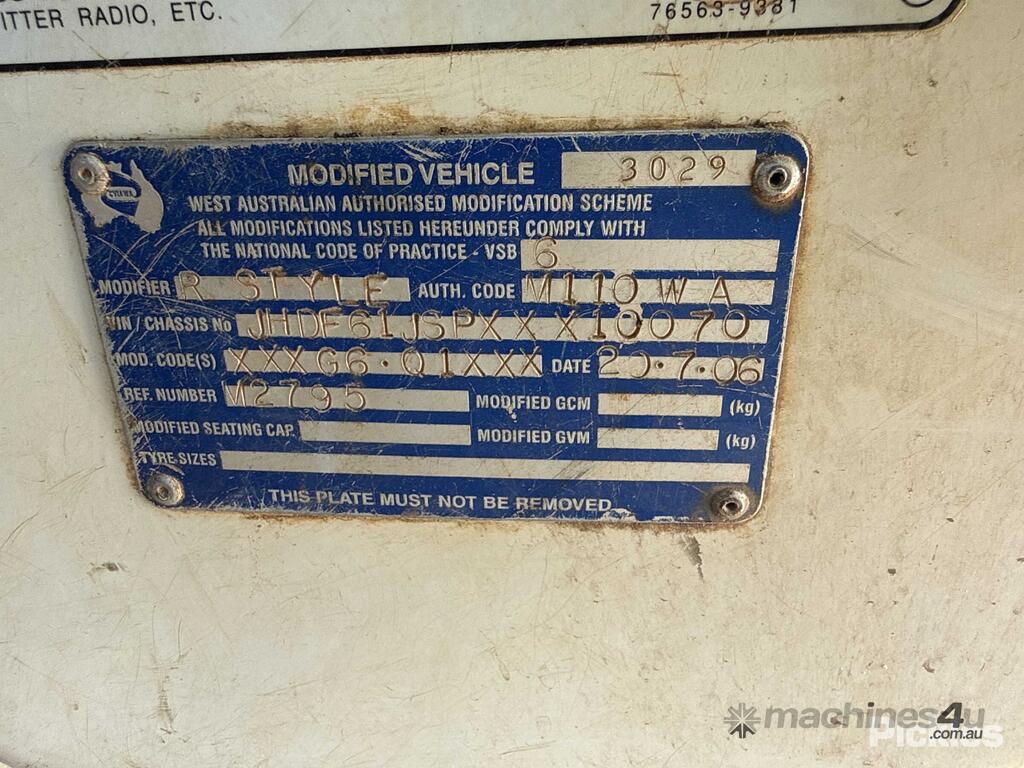 ITTER RADIO, ETC.
76563-9381
MODIFIED VEHICLE 3029
WEST AUSTRALIAN AUTHORISED MODIFICATION SCHEME
ALL MODIFICATIONS LISTED HEREUNDER COMPLY WITH
THE NATIONAL CODE OF PRACTICE - VSB 6
MODIFIER R STYLE AUTH. CODE M110WA
VIN / CHASSIS No JHDF61JSPXXX10070
MOD. CODE(S) XXXG6·Q1XXX DATE 20·7·06
REF. NUMBER M2795 MODIFIED GCM (kg)
MODIFIED SEATING CAP. MODIFIED GVM (kg)
TYRE SIZES
THIS PLATE MUST NOT BE REMOVED
machines4u
.com.au
Pickles